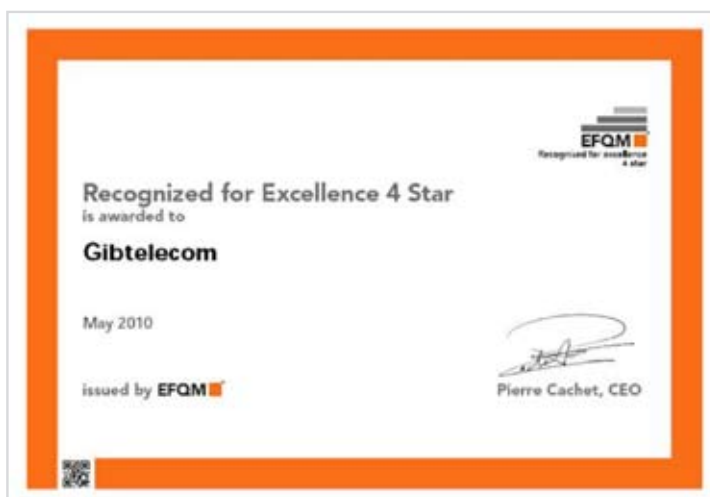 EFQM
Recognised for excellence
4 star
Recognized for Excellence 4 Star
is awarded to
Gibtelecom
May 2010
issued by EFQM
Pierre Cachet, CEO